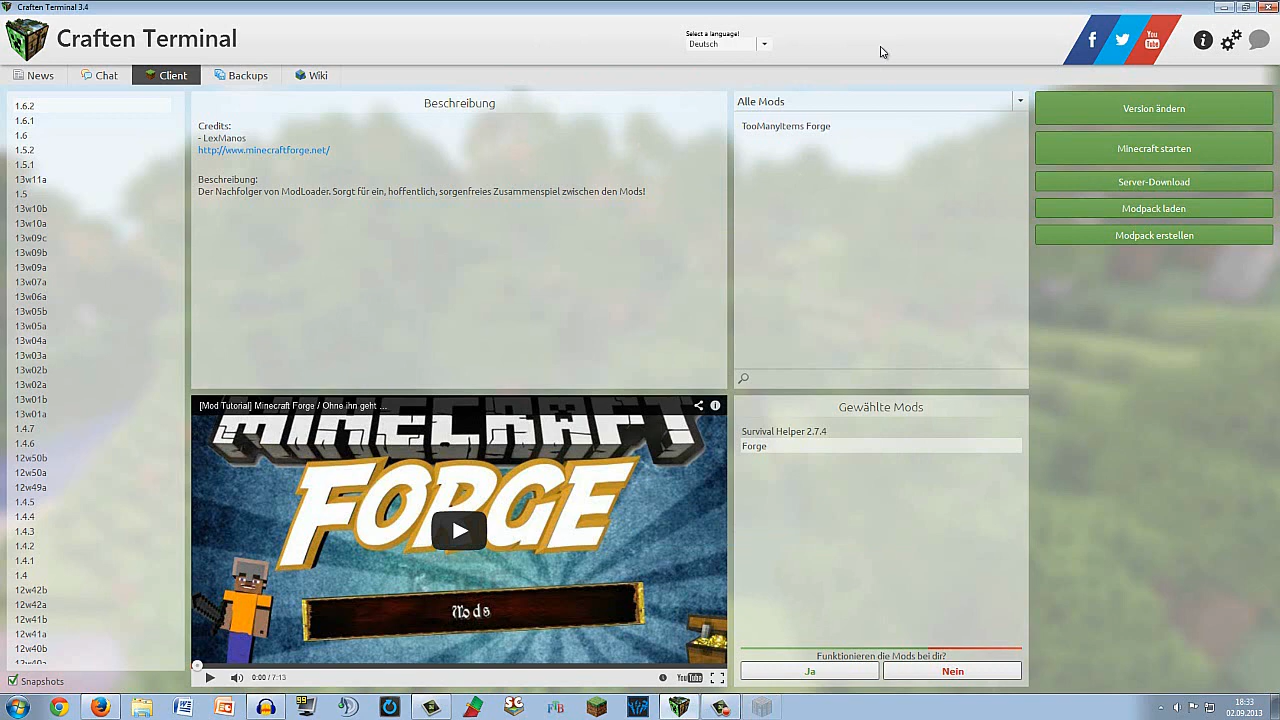 Craften Terminal 3.4
Craften Terminal
Select a language!
Deutsch
You
Tube
News
Chat
Client
Backups
Wiki
1.6.2
1.6.1
1.6
1.5.2
1.5.1
13w11a
1.5
13w10b
13w10a
13w09c
13w09b
13w09a
13w07a
13w06a
13w05b
13w05a
13w04a
13w03a
13w02b
13w02a
13w01b
13w01a
1.4.7
1.4.6
12w50b
12w50a
12w49a
1.4.5
1.4.4
1.4.3
1.4.2
1.4.1
1.4
12w42b
12w42a
12w41b
12w41a
12w40b
Snapshots
Beschreibung
Credits:
- LexManos
http://www.minecraftforge.net/
Beschreibung:
Der Nachfolger von ModLoader. Sorgt für ein, hoffentlich, sorgenfreies Zusammenspiel zwischen den Mods!
[Mod Tutorial] Minecraft Forge / Ohne ihn geht ...
MINECRAFT
FORGE
Mods
0:00 / 7:13
YouTube
Alle Mods
TooManyItems Forge
Gewählte Mods
Survival Helper 2.7.4
Forge
Funktionieren die Mods bei dir?
Ja
Nein
Version ändern
Minecraft starten
Server-Download
Modpack laden
Modpack erstellen
18:33
02.09.2013